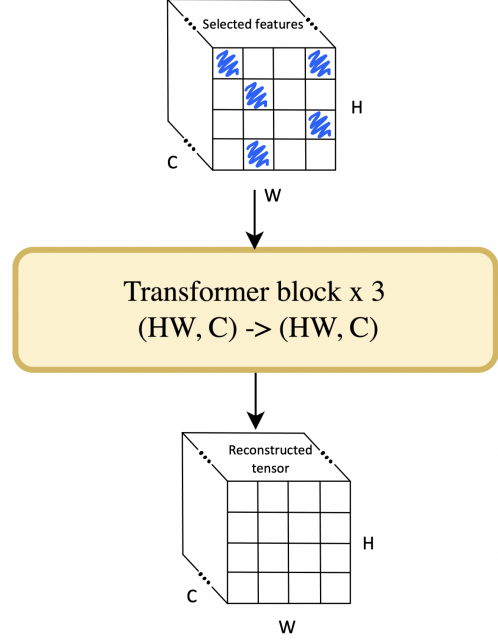 Selected features
H
C
W
Transformer block x 3
(HW, C) -> (HW, C)
Reconstructed
tensor
H
C
W